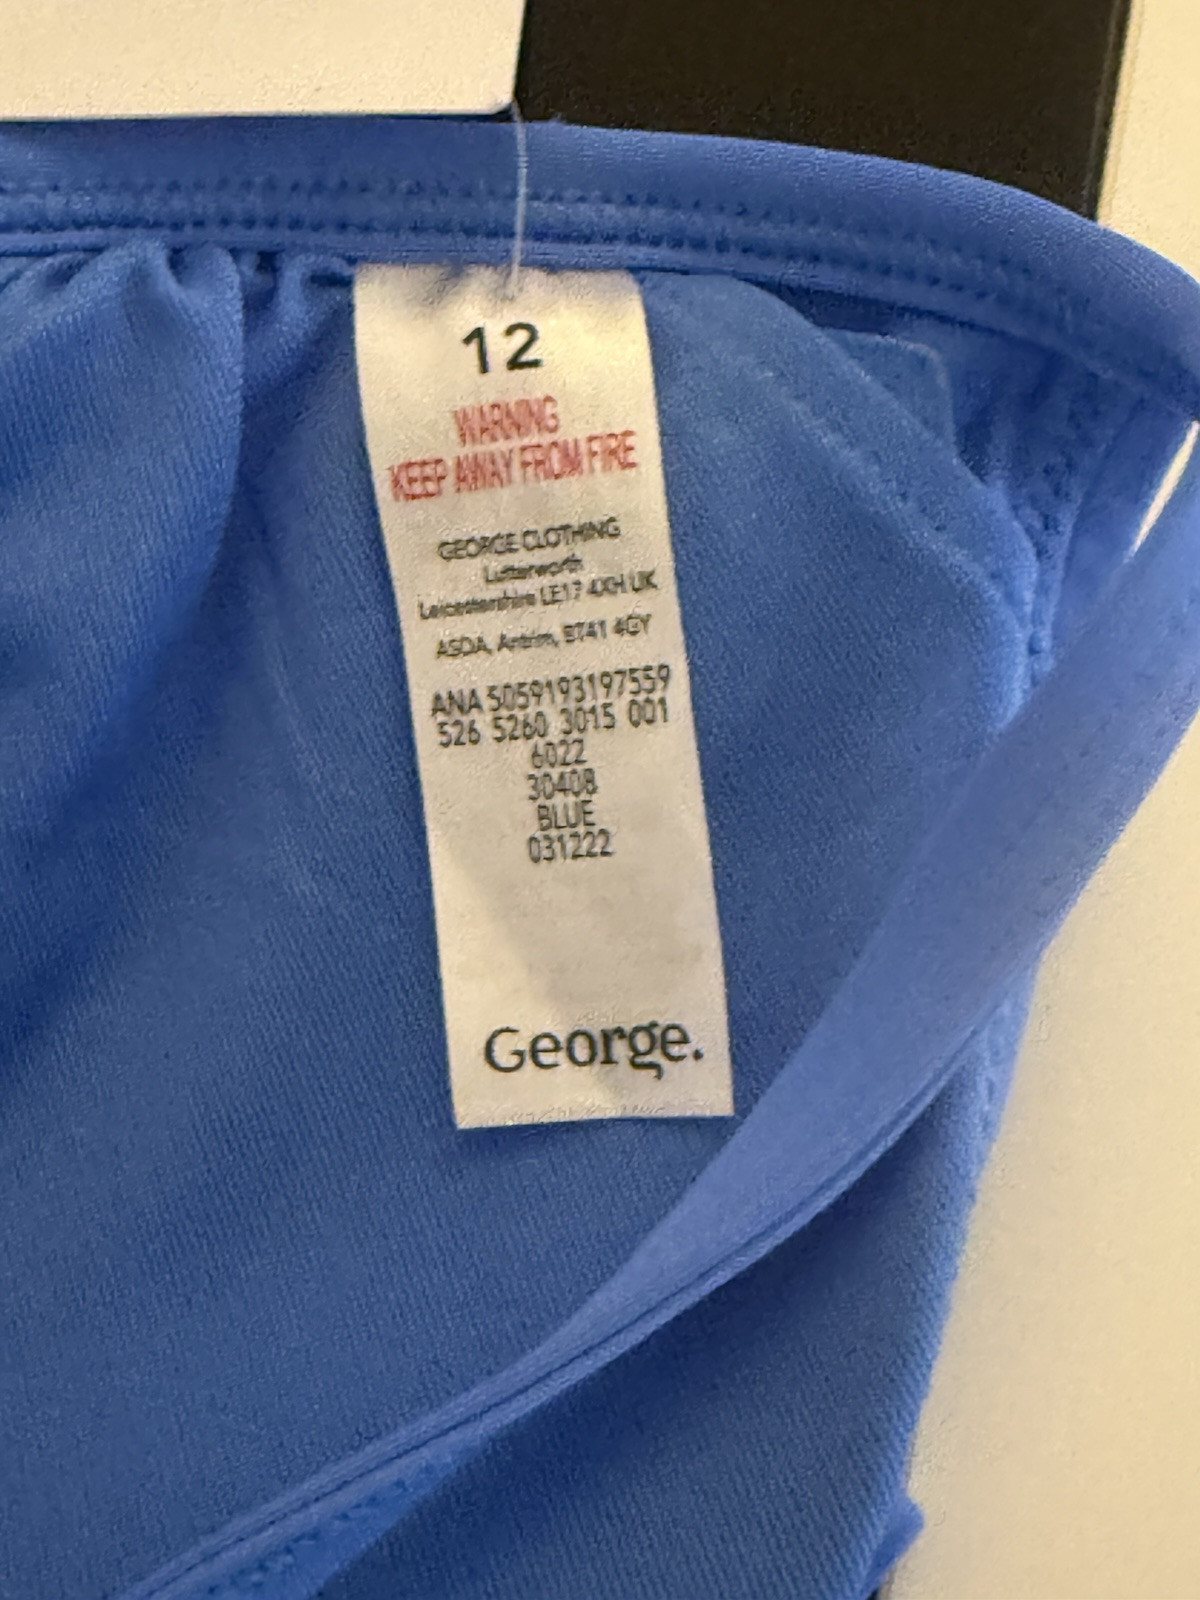 12
WARNING
KEEP AWAY FROM FIRE
GEORGE CLOTHING
Lutterworth
Leicestershire LE17 4XH UK
ASDA, Antrim, BT41 4GY
ANA 5059193197559
526 5260 3015 001
6022
30408
BLUE
031222
George.